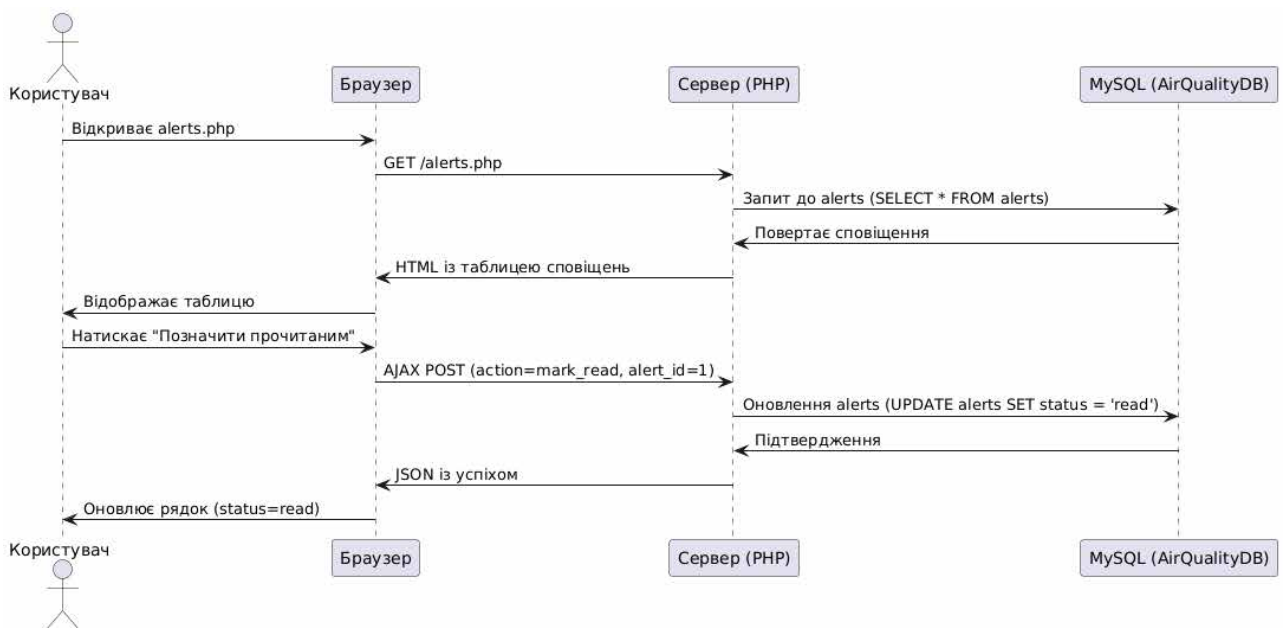 Користувач
Браузер
Сервер (PHP)
MySQL (AirQualityDB)
Відкриває alerts.php
GET /alerts.php
Запит до alerts (SELECT * FROM alerts)
Повертає сповіщення
HTML із таблицею сповіщень
Відображає таблицю
Натискає "Позначити прочитаним"
AJAX POST (action=mark_read, alert_id=1)
Оновлення alerts (UPDATE alerts SET status = 'read')
Підтвердження
JSON із успіхом
Оновлює рядок (status=read)
Користувач
Браузер
Сервер (PHP)
MySQL (AirQualityDB)